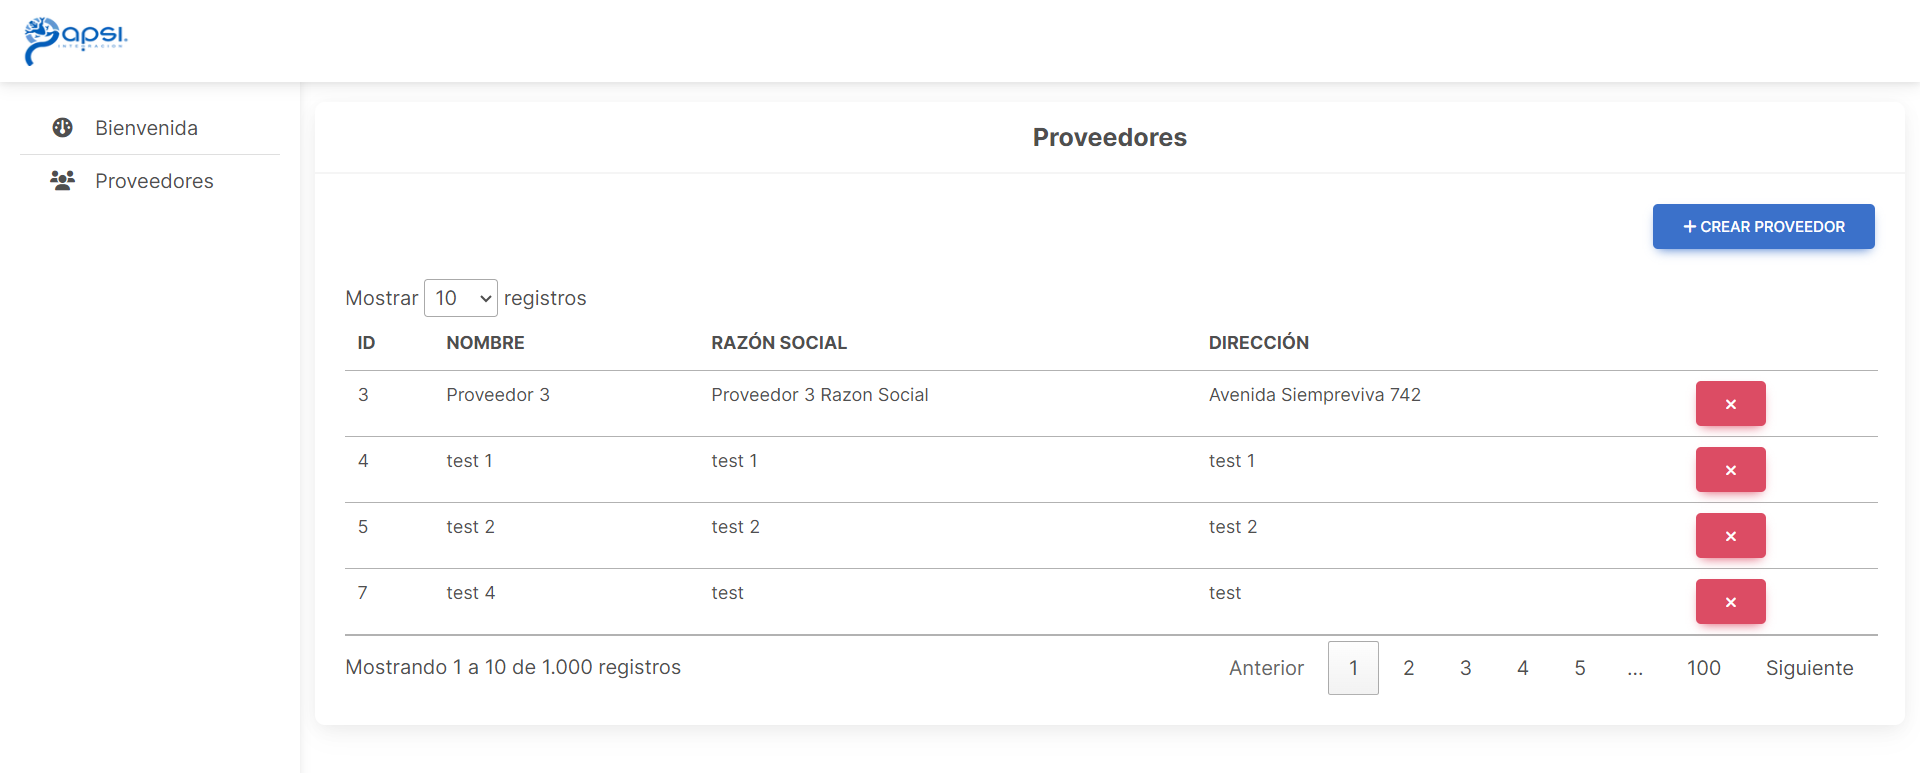 apsi.
INTEGRACIÓN
Bienvenida
Proveedores
Proveedores
+ CREAR PROVEEDOR
Mostrar 10 registros
ID NOMBRE RAZÓN SOCIAL DIRECCIÓN
3 Proveedor 3 Proveedor 3 Razon Social Avenida Siempreviva 742
4 test 1 test 1 test 1
5 test 2 test 2 test 2
7 test 4 test test
Mostrando 1 a 10 de 1.000 registros Anterior 1 2 3 4 5 ... 100 Siguiente